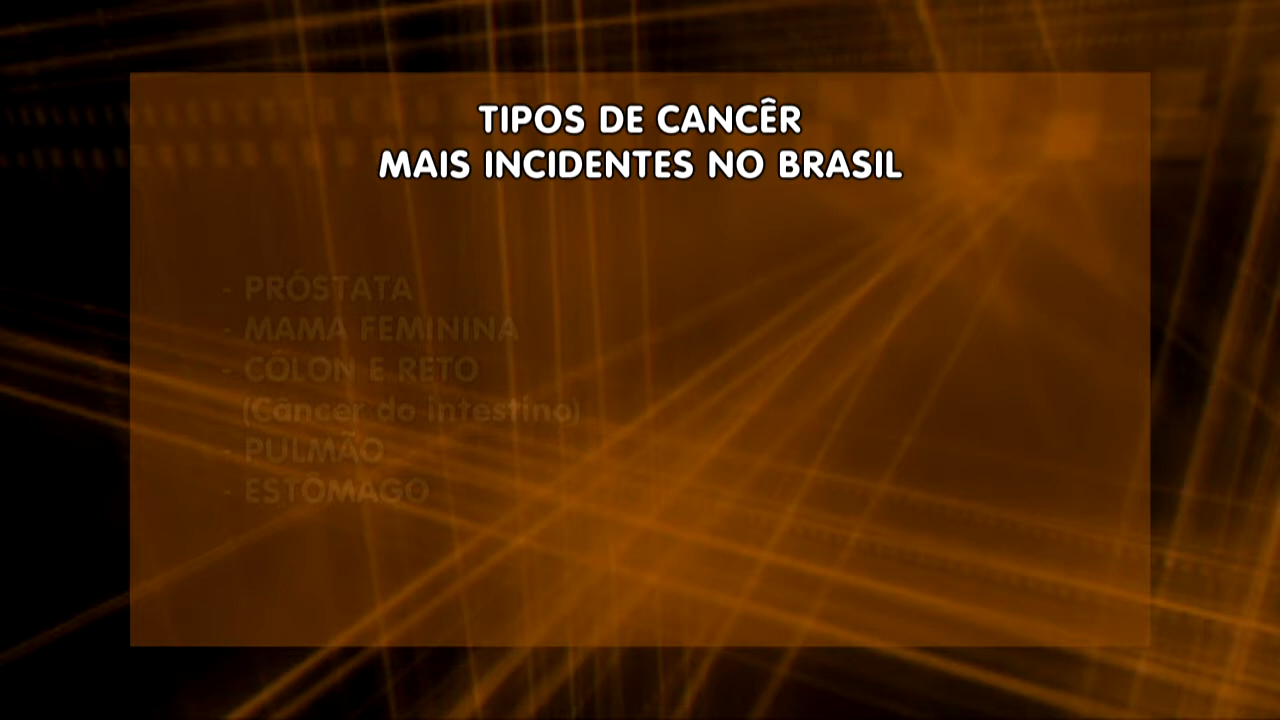 TIPOS DE CANCÊR
MAIS INCIDENTES NO BRASIL
- PRÓSTATA
- MAMA FEMININA
- CÓLON E RETO
(Câncer do intestino)
- PULMÃO
- ESTÔMAGO